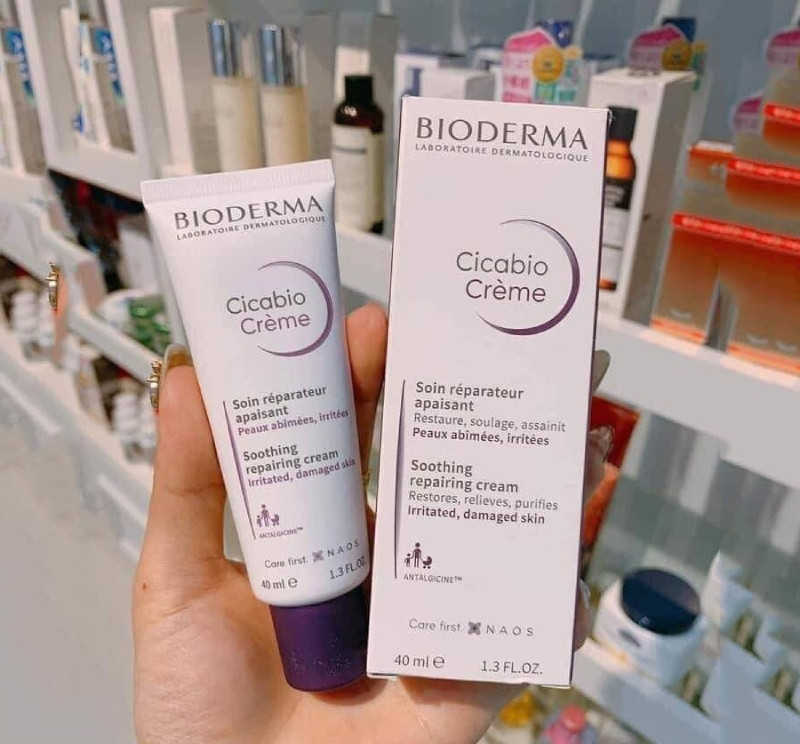 BIODERMA
LABORATOIRE DERMATOLOGIQUE
Cicabio
Crème
Soin réparateur
apaisant
Peaux abîmées, irritées
Soothing
repairing cream
Irritated, damaged skin
ANTALGICINE™
Care first. NAOS
40 ml ℮ 1.3 FL.OZ.
BIODERMA
LABORATOIRE DERMATOLOGIQUE
Cicabio
Crème
Soin réparateur
apaisant
Restaure, soulage, assainit
Peaux abîmées, irritées
Soothing
repairing cream
Restores, relieves, purifies
Irritated, damaged skin
ANTALGICINE™
Care first. NAOS
40 ml ℮ 1.3 FL.OZ.